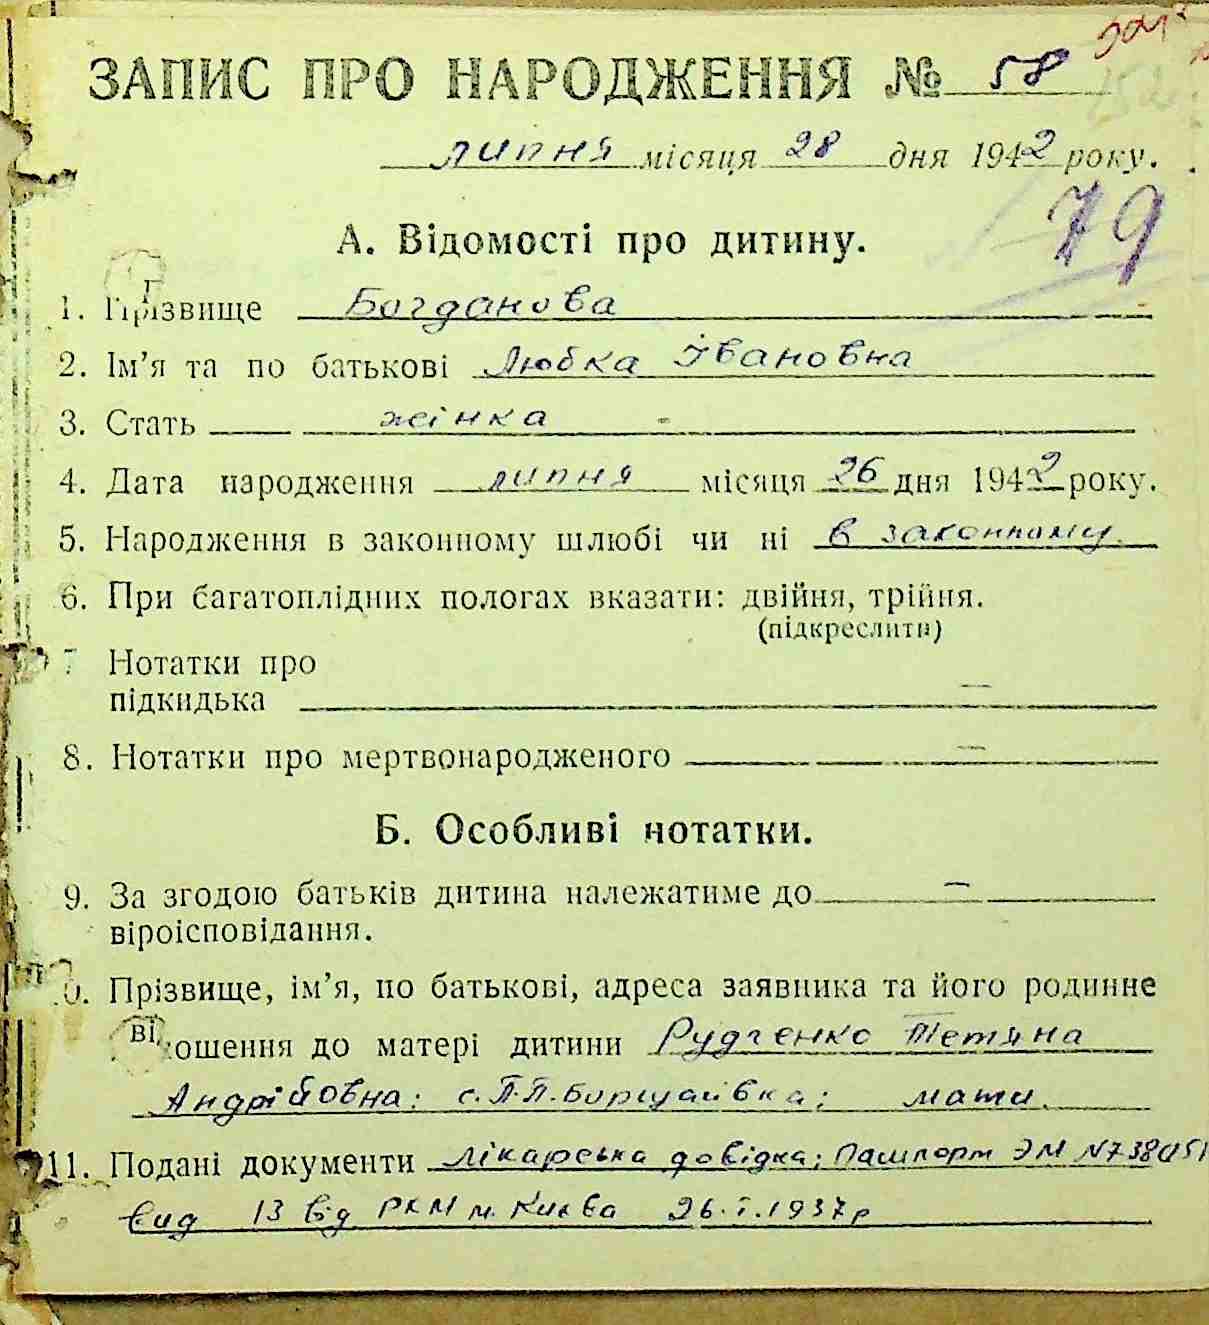 ЗАПИС ПРО НАРОДЖЕННЯ № 58
липня місяця 28 дня 1942 року.
79
А. Відомості про дитину.
1. Прізвище Богданова
2. Ім’я та по батькові Любка Івановна
3. Стать жінка
4. Дата народження липня місяця 26 дня 1942 року.
5. Народження в законному шлюбі чи ні в законному.
6. При багатоплідних пологах вказати: двійня, трійня.
(підкреслити)
7 Нотатки про
підкидька —
8. Нотатки про мертвонародженого —
Б. Особливі нотатки.
9. За згодою батьків дитина належатиме до —
віроісповідання.
10. Прізвище, ім’я, по батькові, адреса заявника та його родинне
відношення до матері дитини Рудченко Тетяна
Андрійовна: с. П.П. Борщаівка; мати.
11. Подані документи лікарська довідка; Пашпорт ЭМ №
вид 13 від РКМ м. Києва 26.I.1937р